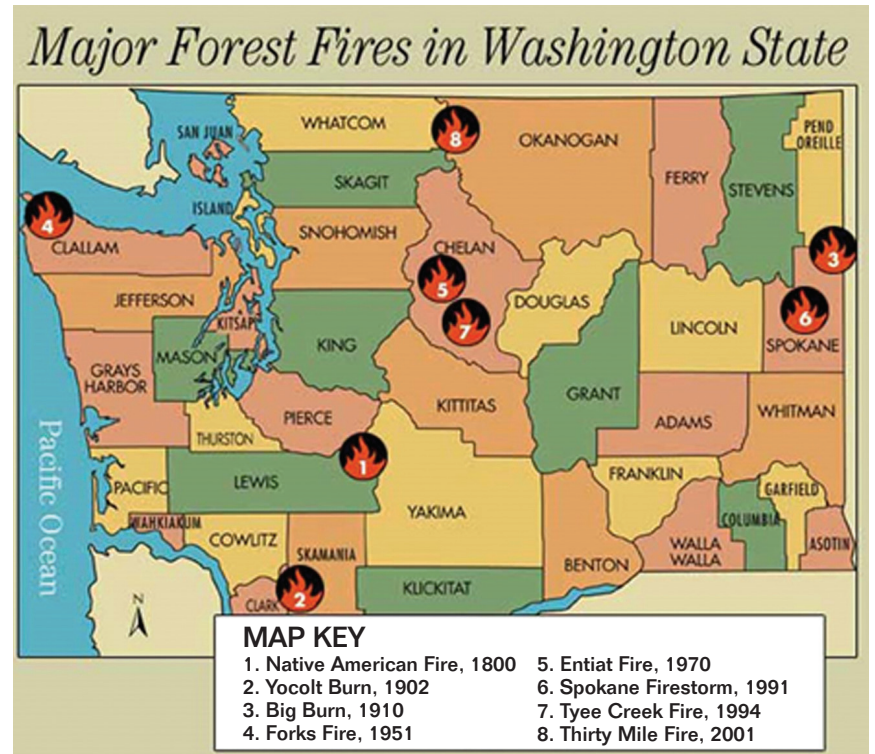 Major Forest Fires in Washington State
SAN JUAN
WHATCOM
8
OKANOGAN
PEND
OREILLE
SKAGIT
FERRY
STEVENS
ISLAND
4
CLALLAM
SNOHOMISH
CHELAN
3
5
JEFFERSON
DOUGLAS
6
KITSAP
7
LINCOLN
SPOKANE
MASON
KING
GRAYS
HARBOR
GRANT
PIERCE
KITTITAS
ADAMS
WHITMAN
THURSTON
Pacific Ocean
1
LEWIS
FRANKLIN
GARFIELD
PACIFIC
YAKIMA
WAHKIAKUM
COLUMBIA
COWLITZ
SKAMANIA
WALLA
WALLA
ASOTIN
BENTON
KLICKITAT
N
CLARK
2
MAP KEY
1. Native American Fire, 1800
2. Yocolt Burn, 1902
3. Big Burn, 1910
4. Forks Fire, 1951
5. Entiat Fire, 1970
6. Spokane Firestorm, 1991
7. Tyee Creek Fire, 1994
8. Thirty Mile Fire, 2001